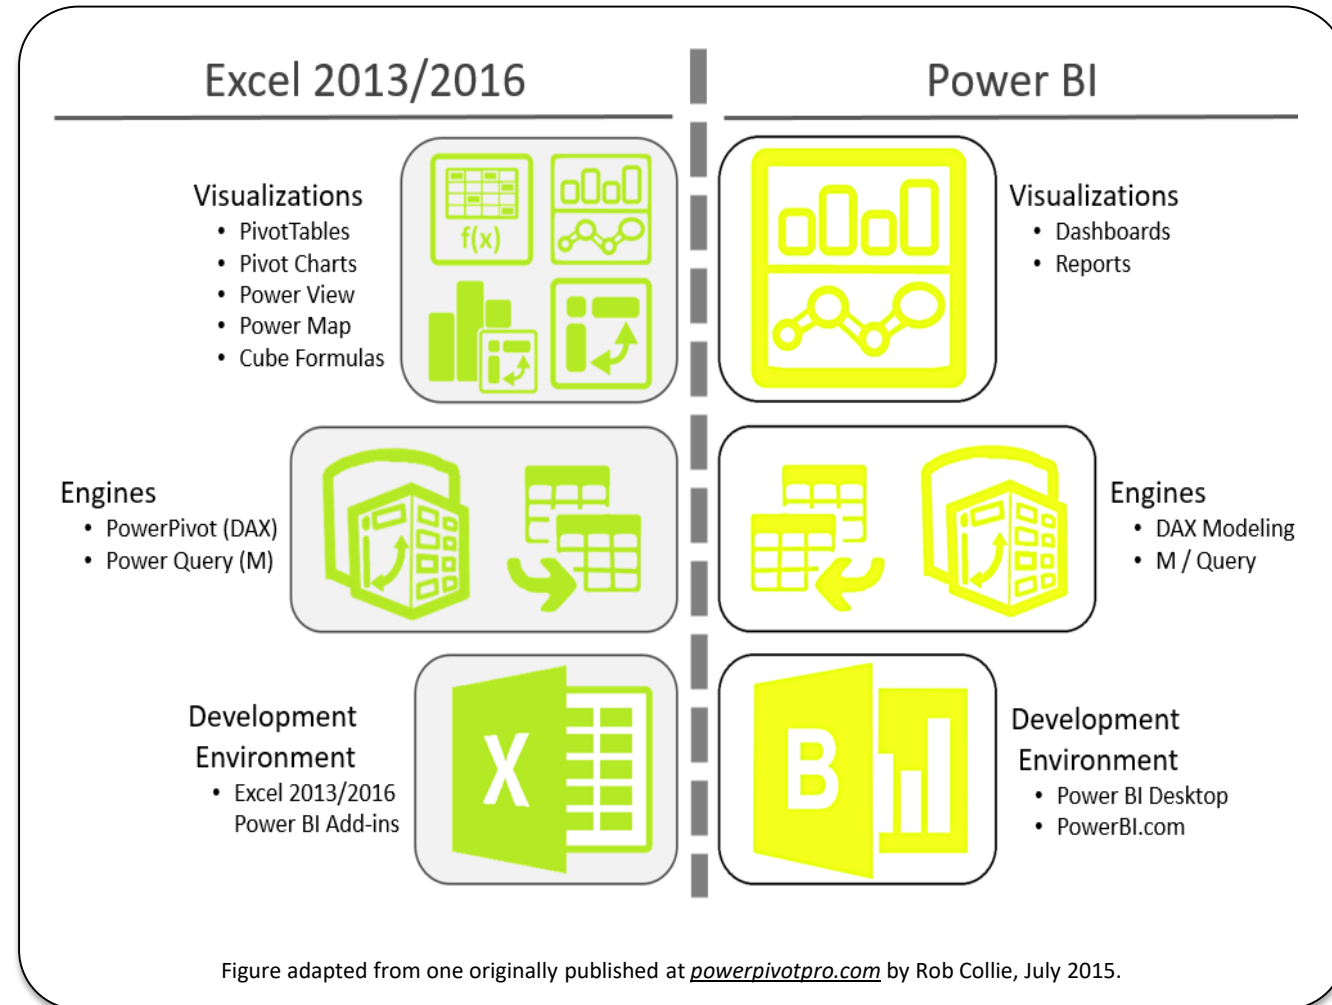 Excel 2013/2016
Visualizations
• PivotTables
• Pivot Charts
• Power View
• Power Map
• Cube Formulas
f(x)
Engines
• PowerPivot (DAX)
• Power Query (M)
Development
Environment
• Excel 2013/2016
Power BI Add-ins
X
Power BI
Visualizations
• Dashboards
• Reports
Engines
• DAX Modeling
• M / Query
B
Development
Environment
• Power BI Desktop
• PowerBI.com
Figure adapted from one originally published at powerpivotpro.com by Rob Collie, July 2015.